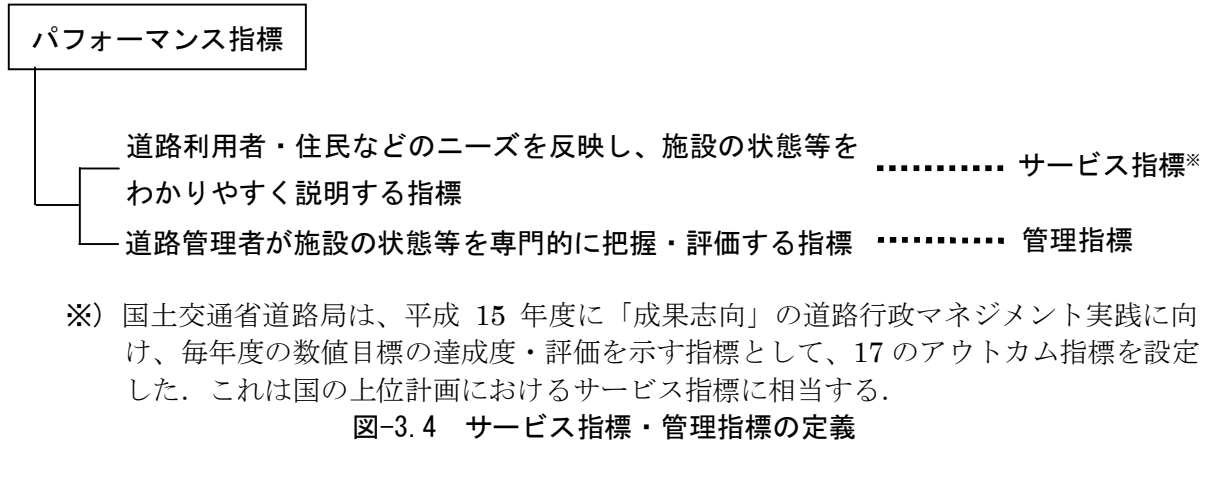 パフォーマンス指標
道路利用者・住民などのニーズを反映し、施設の状態等を ･･･････････ サービス指標※
わかりやすく説明する指標
道路管理者が施設の状態等を専門的に把握・評価する指標 ･･･････････ 管理指標
※）国土交通省道路局は、平成 15 年度に「成果志向」の道路行政マネジメント実践に向
け、毎年度の数値目標の達成度・評価を示す指標として、17 のアウトカム指標を設定
した．これは国の上位計画におけるサービス指標に相当する．
図-3.4　サービス指標・管理指標の定義